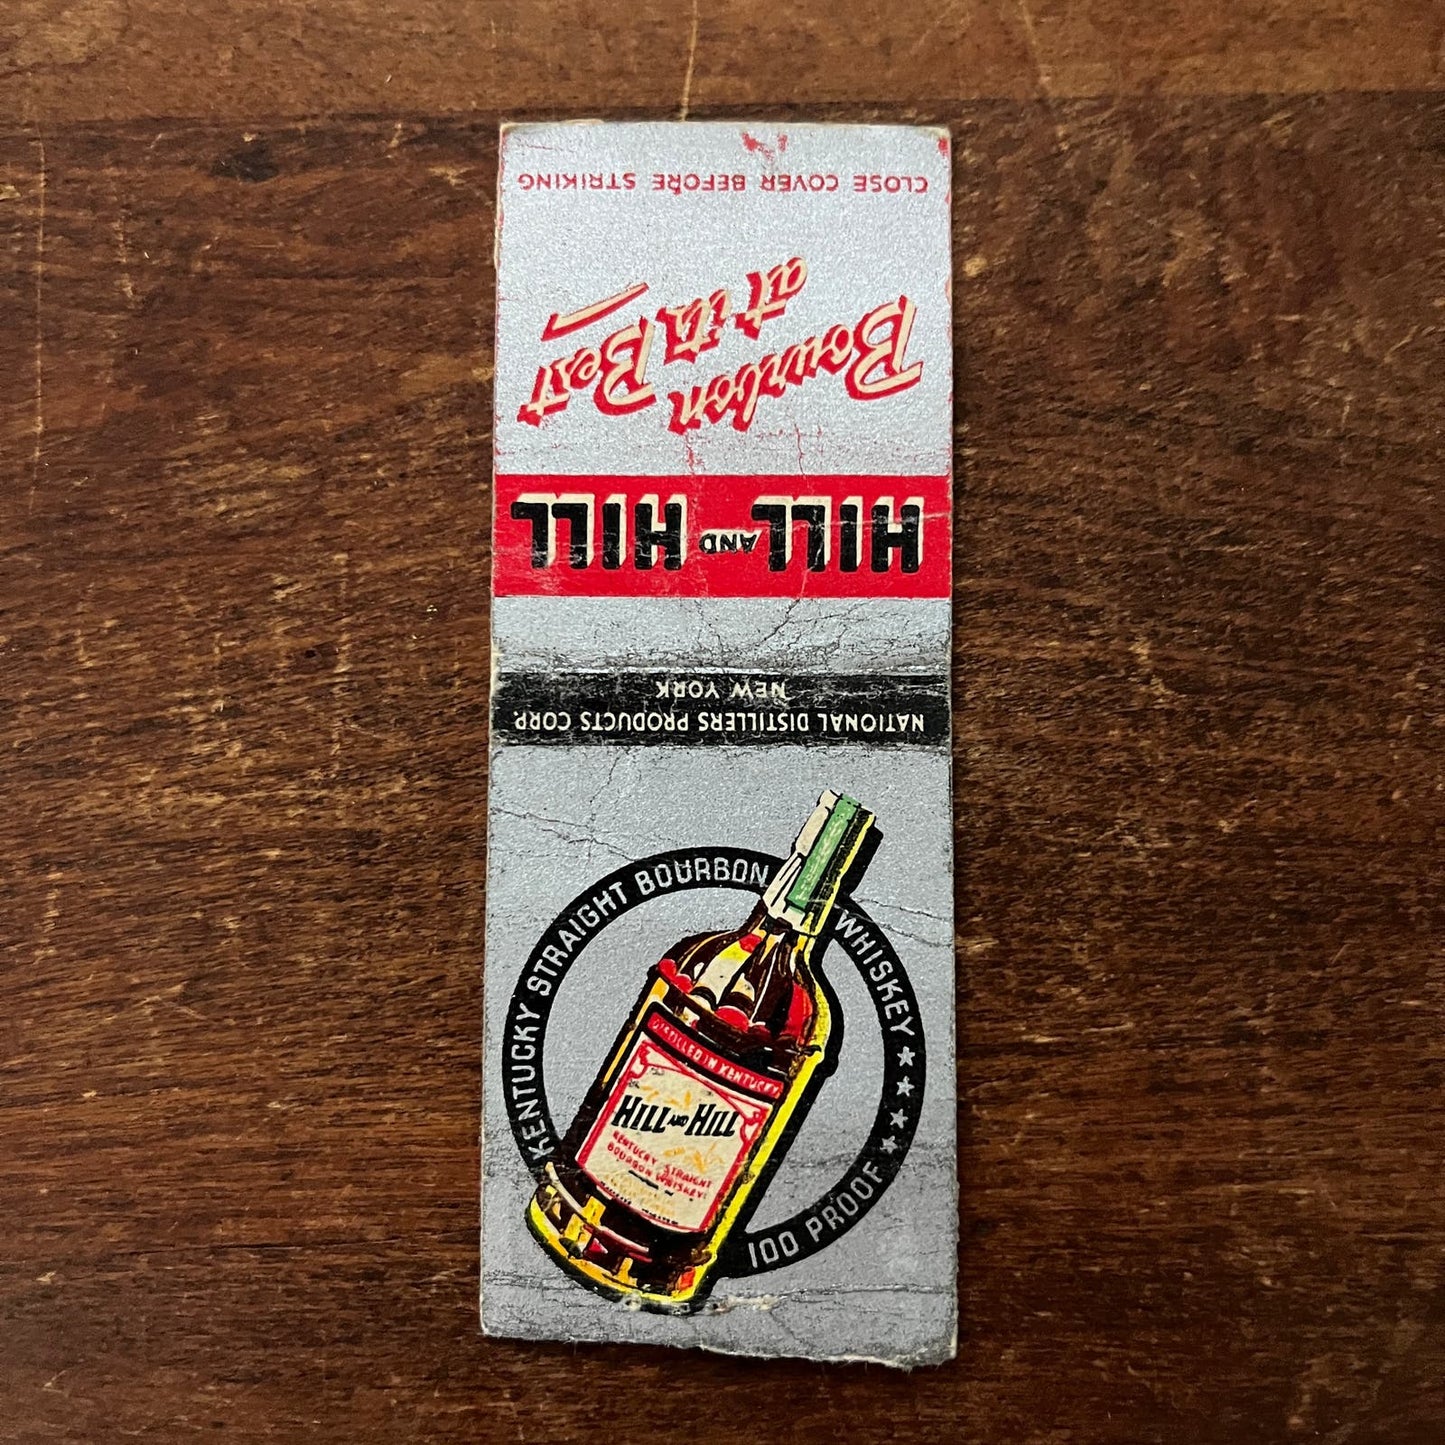 CLOSE COVER BEFORE STRIKING
Bourbon
at its Best
HILL AND HILL
NATIONAL DISTILLERS PRODUCTS CORP.
NEW YORK
KENTUCKY STRAIGHT BOURBON WHISKEY ★★★★★ 100 PROOF
DISTILLED IN KENTUCKY
HILL AND HILL
KENTUCKY STRAIGHT
BOURBON WHISKEY